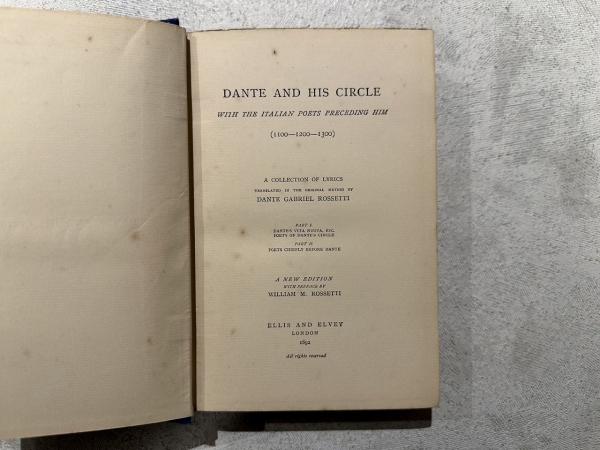 DANTE AND HIS CIRCLE
WITH THE ITALIAN POETS PRECEDING HIM
(1100—1200—1300)
A COLLECTION OF LYRICS
TRANSLATED IN THE ORIGINAL METRES BY
DANTE GABRIEL ROSSETTI
PART I.
DANTE'S VITA NUOVA, ETC.
POETS OF DANTE'S CIRCLE
PART II.
POETS CHIEFLY BEFORE DANTE
A NEW EDITION
WITH PREFACE BY
WILLIAM M. ROSSETTI
ELLIS AND ELVEY
LONDON
1892
All rights reserved